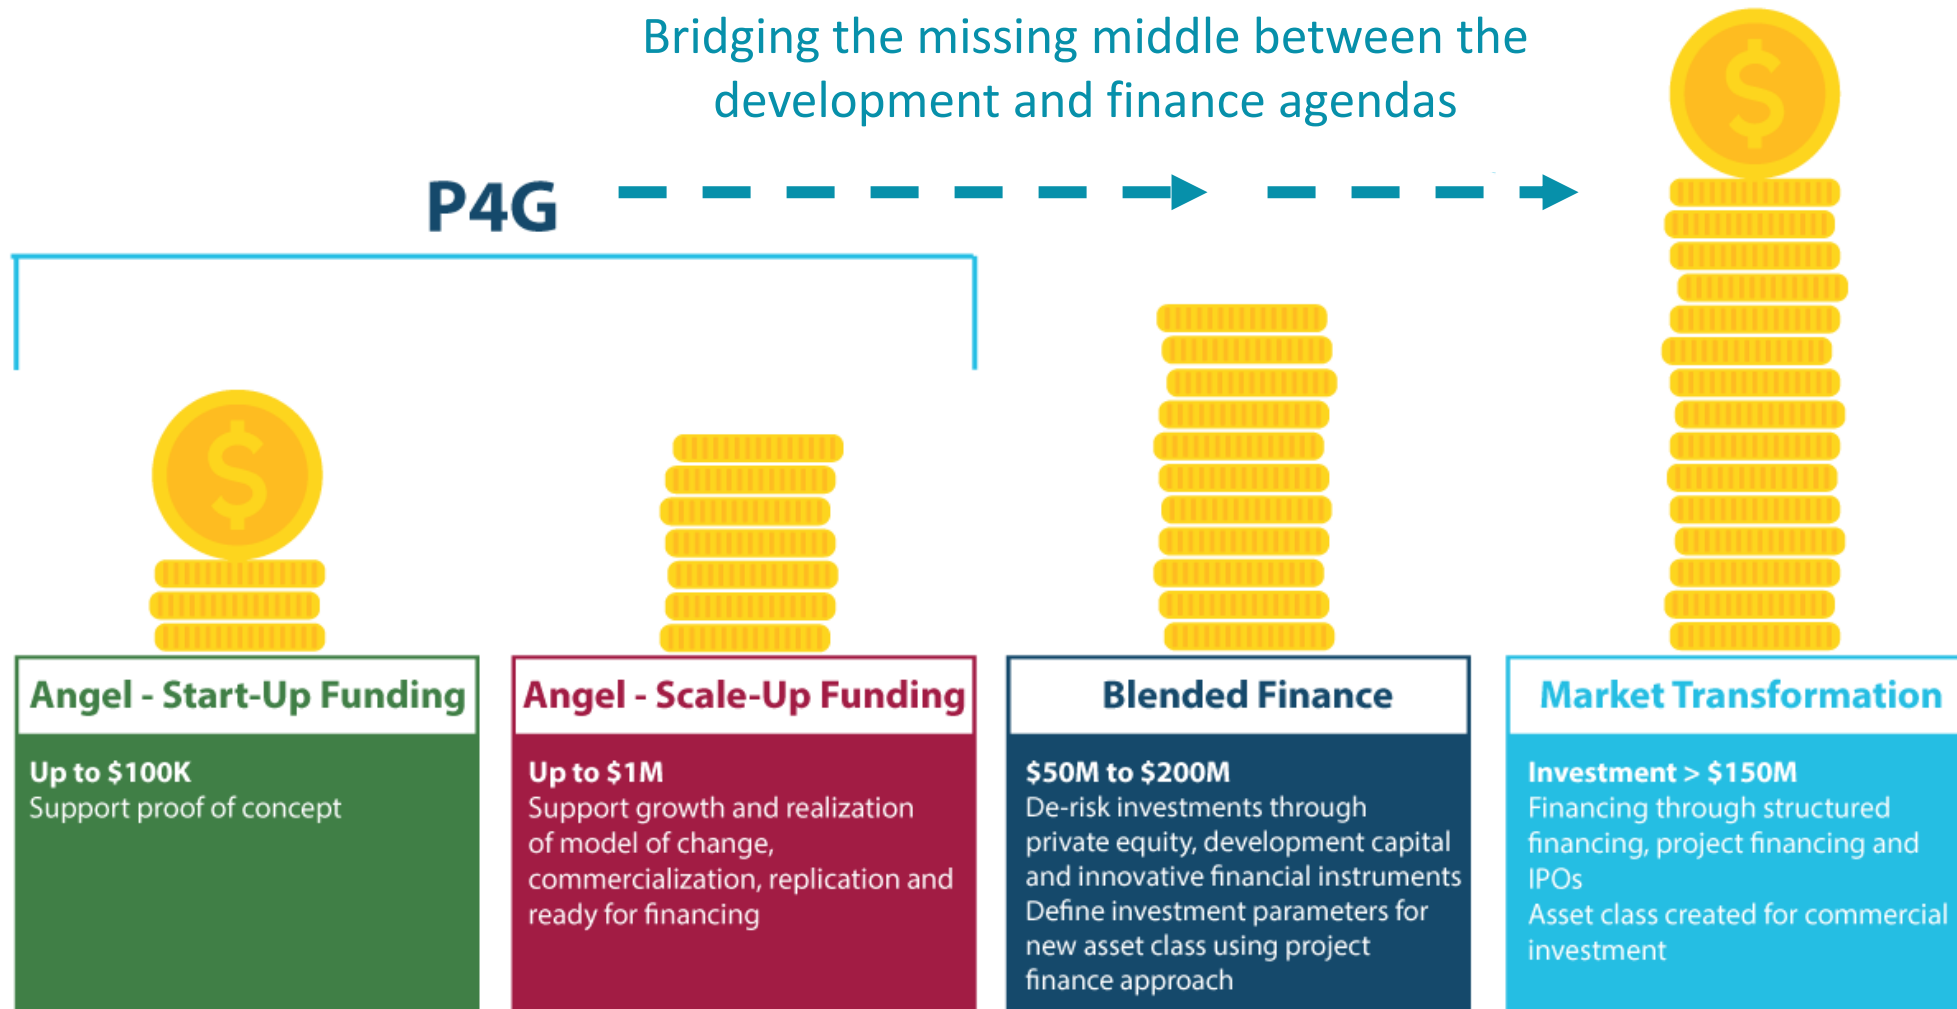 Bridging the missing middle between the
development and finance agendas
P4G
$
$
Angel - Start-Up Funding
Up to $100K
Support proof of concept
Angel - Scale-Up Funding
Up to $1M
Support growth and realization
of model of change,
commercialization, replication and
ready for financing
Blended Finance
$50M to $200M
De-risk investments through
private equity, development capital
and innovative financial instruments
Define investment parameters for
new asset class using project
finance approach
Market Transformation
Investment > $150M
Financing through structured
financing, project financing and
IPOs
Asset class created for commercial
investment